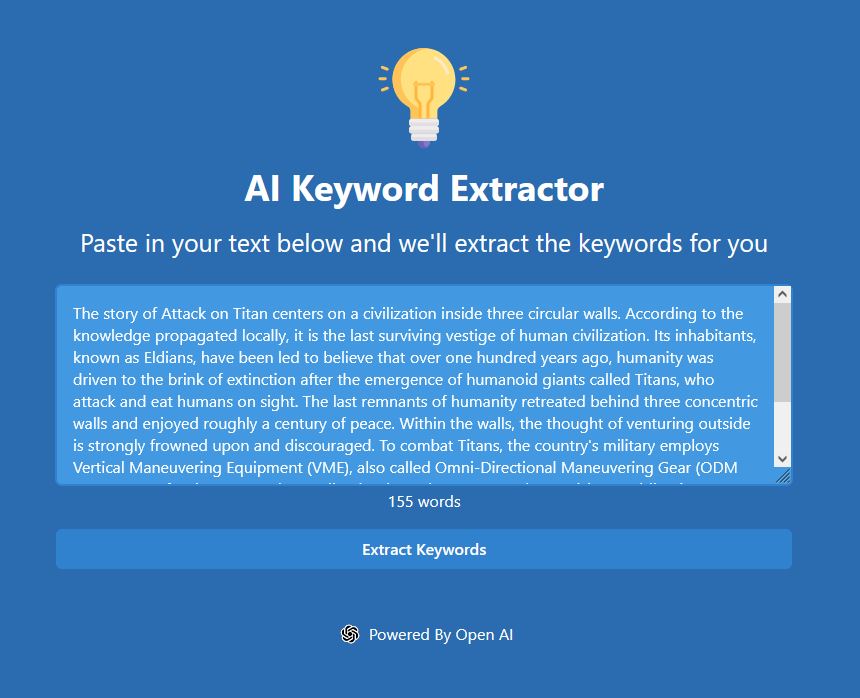 AI Keyword Extractor
Paste in your text below and we'll extract the keywords for you
The story of Attack on Titan centers on a civilization inside three circular walls. According to the
knowledge propagated locally, it is the last surviving vestige of human civilization. Its inhabitants,
known as Eldians, have been led to believe that over one hundred years ago, humanity was
driven to the brink of extinction after the emergence of humanoid giants called Titans, who
attack and eat humans on sight. The last remnants of humanity retreated behind three concentric
walls and enjoyed roughly a century of peace. Within the walls, the thought of venturing outside
is strongly frowned upon and discouraged. To combat Titans, the country's military employs
Vertical Maneuvering Equipment (VME), also called Omni-Directional Maneuvering Gear (ODM
155 words
Extract Keywords
Powered By Open AI